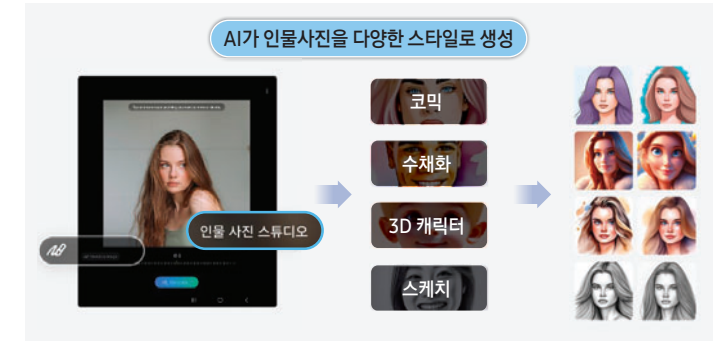 AI가 인물사진을 다양한 스타일로 생성
인물 사진 스튜디오
코믹
수채화
3D 캐릭터
스케치